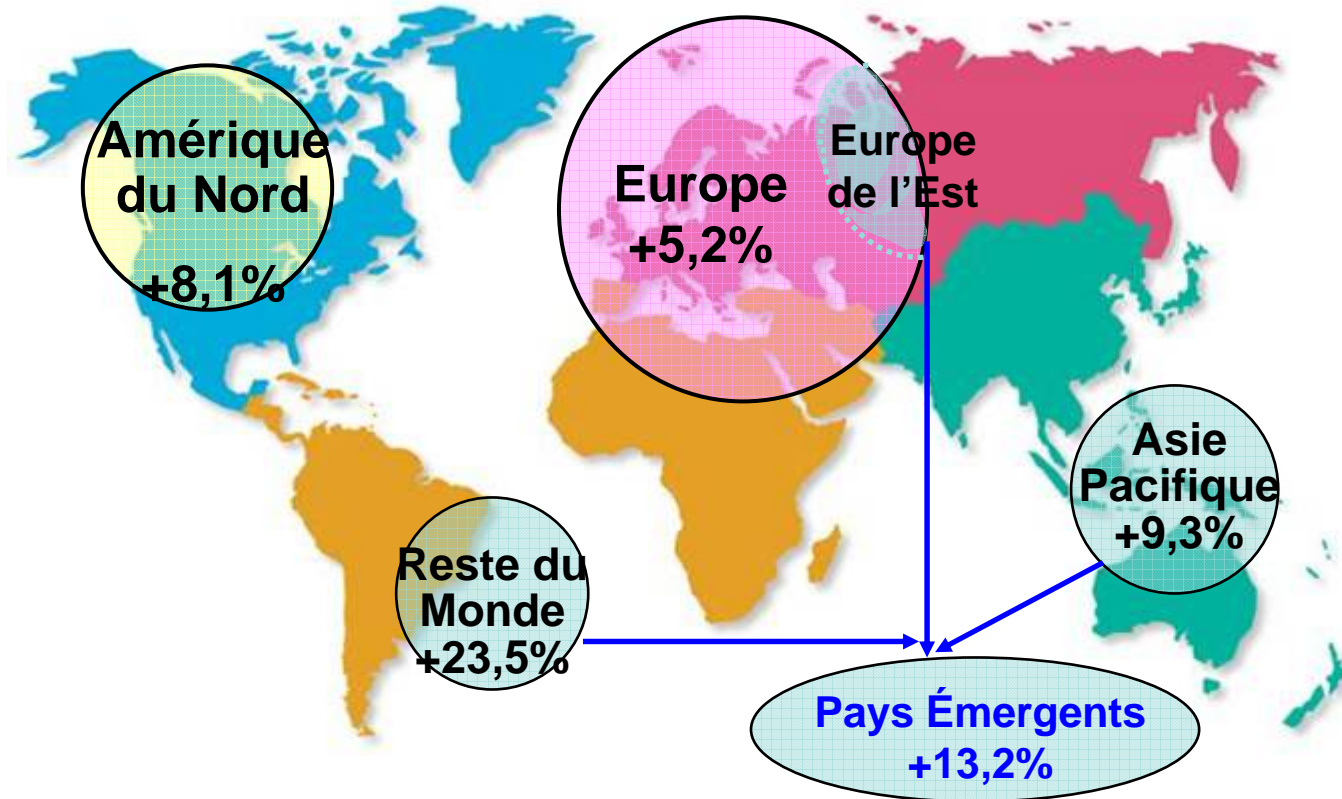 Amérique
du Nord
+8,1%
Europe
+5,2%
Europe
de l’Est
Asie
Pacifique
+9,3%
Reste du
Monde
+23,5%
Pays Émergents
+13,2%